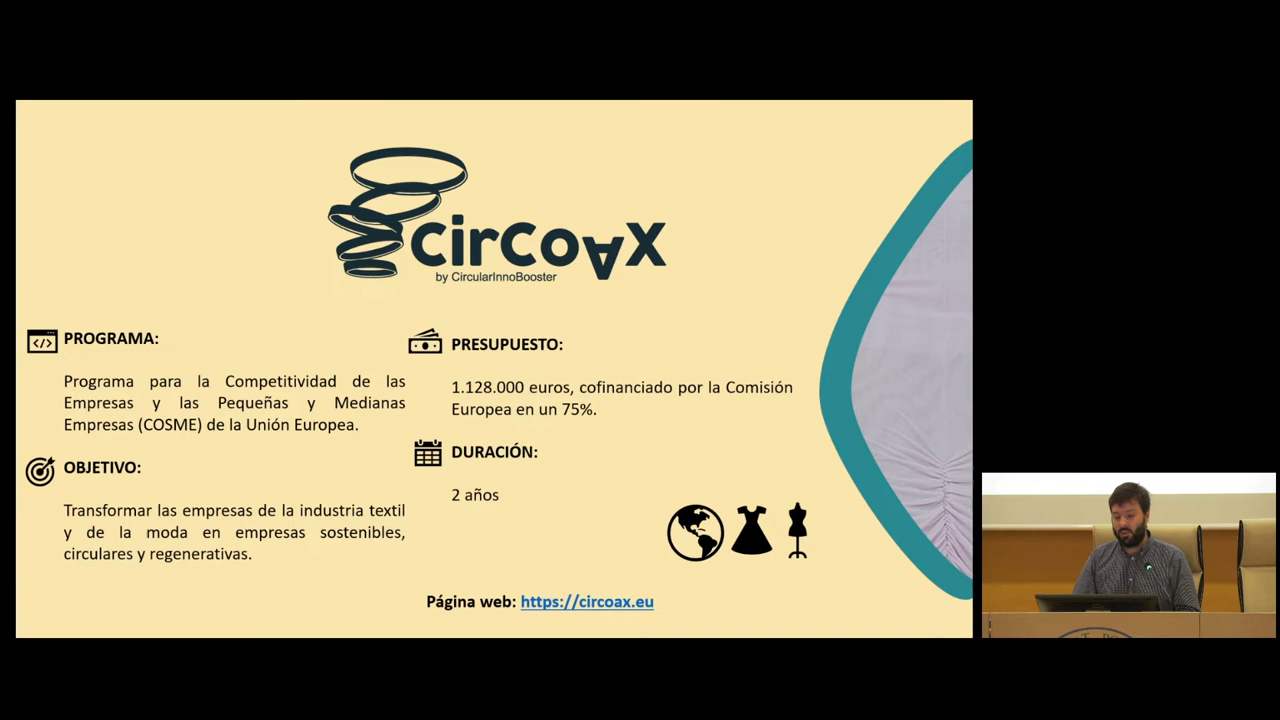 cirCoAX
by CircularInnoBooster
PROGRAMA:
Programa para la Competitividad de las
Empresas y las Pequeñas y Medianas
Empresas (COSME) de la Unión Europea.
OBJETIVO:
Transformar las empresas de la industria textil
y de la moda en empresas sostenibles,
circulares y regenerativas.
PRESUPUESTO:
1.128.000 euros, cofinanciado por la Comisión
Europea en un 75%.
DURACIÓN:
2 años
Página web: https://circoax.eu